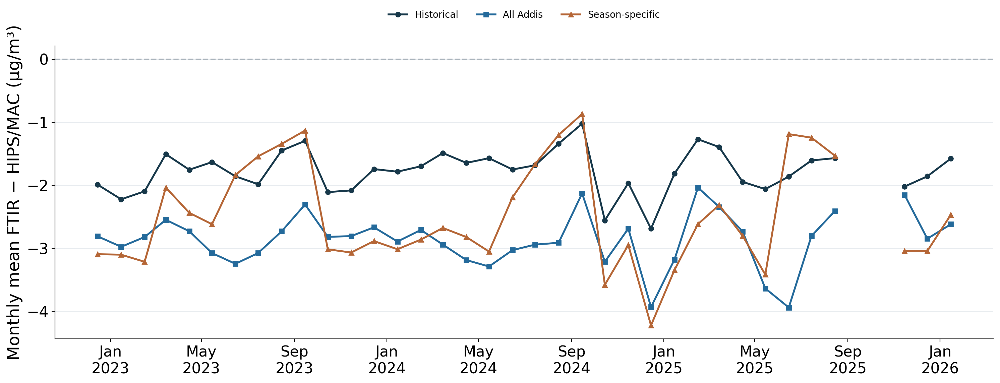 Historical
All Addis
Season-specific
Monthly mean FTIR − HIPS/MAC (µg/m³)
0
−1
−2
−3
−4
Jan
2023
May
2023
Sep
2023
Jan
2024
May
2024
Sep
2024
Jan
2025
May
2025
Sep
2025
Jan
2026